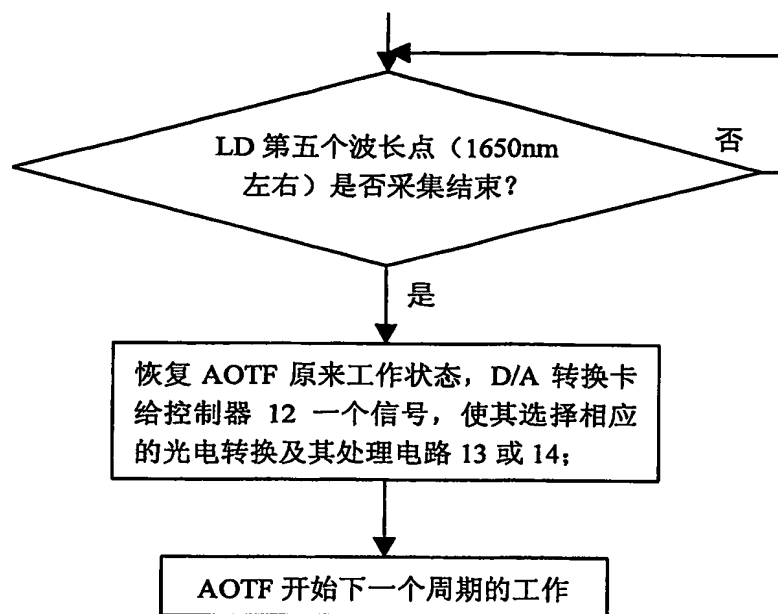 LD 第五个波长点（1650nm
左右）是否采集结束？
否
是
恢复 AOTF 原来工作状态，D/A 转换卡
给控制器 12 一个信号，使其选择相应
的光电转换及其处理电路 13 或 14；
AOTF 开始下一个周期的工作